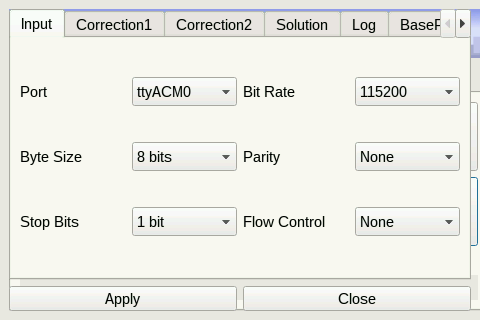 Input Correction1 Correction2 Solution Log
Port ttyACM0 Bit Rate 115200
Byte Size 8 bits Parity None
Stop Bits 1 bit Flow Control None
Apply Close